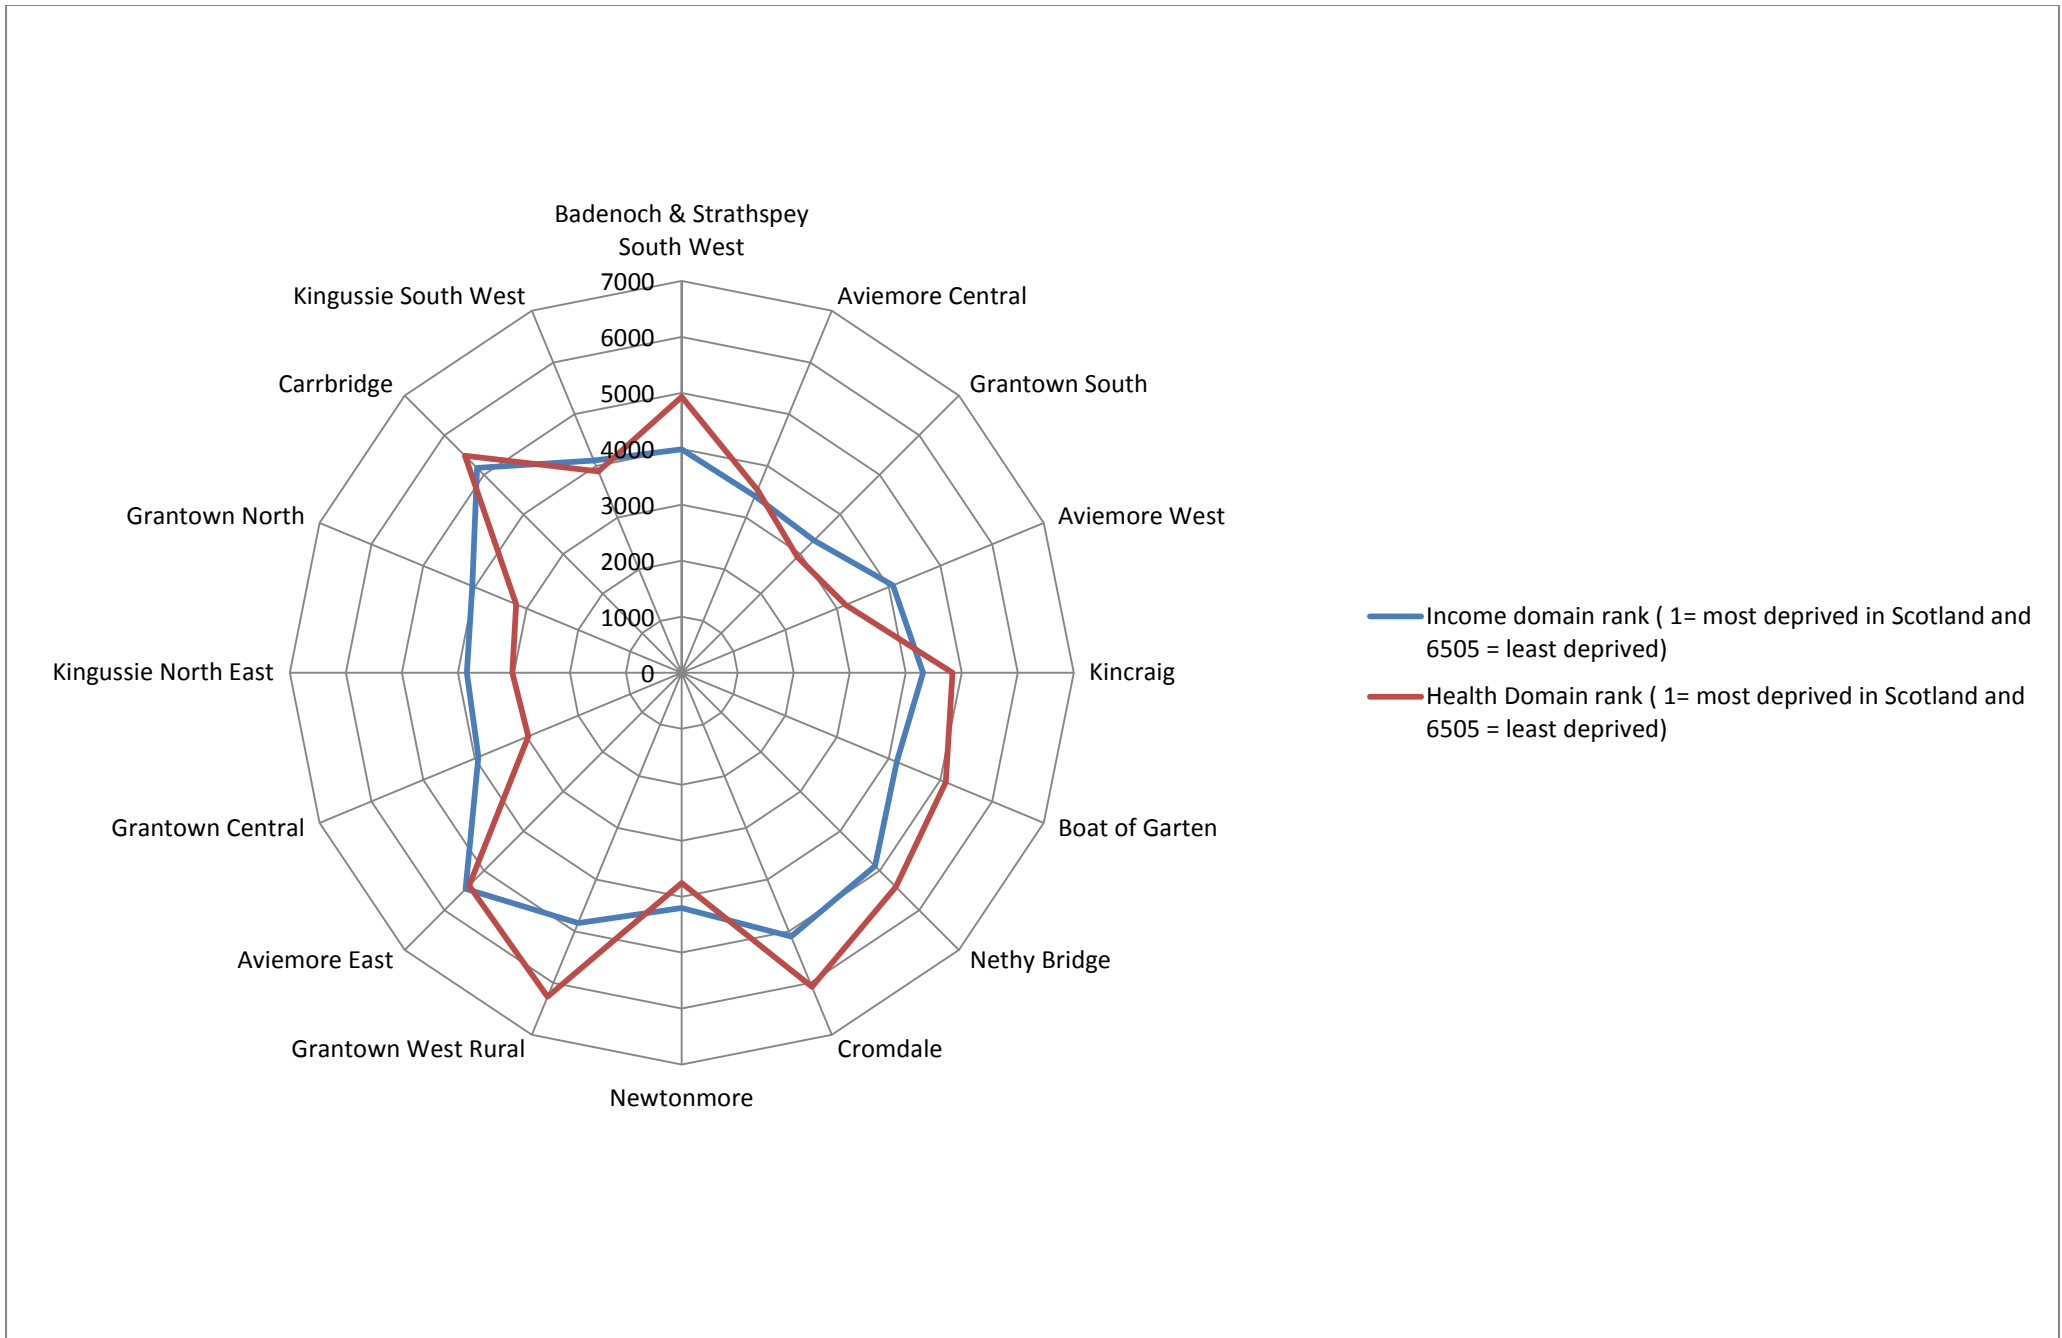 Badenoch & Strathspey
South West
Aviemore Central
Grantown South
Aviemore West
Kincraig
Boat of Garten
Nethy Bridge
Cromdale
Newtonmore
Grantown West Rural
Aviemore East
Grantown Central
Kingussie North East
Grantown North
Carrbridge
Kingussie South West
7000
6000
5000
4000
3000
2000
1000
0
Income domain rank ( 1= most deprived in Scotland and
6505 = least deprived)
Health Domain rank ( 1= most deprived in Scotland and
6505 = least deprived)